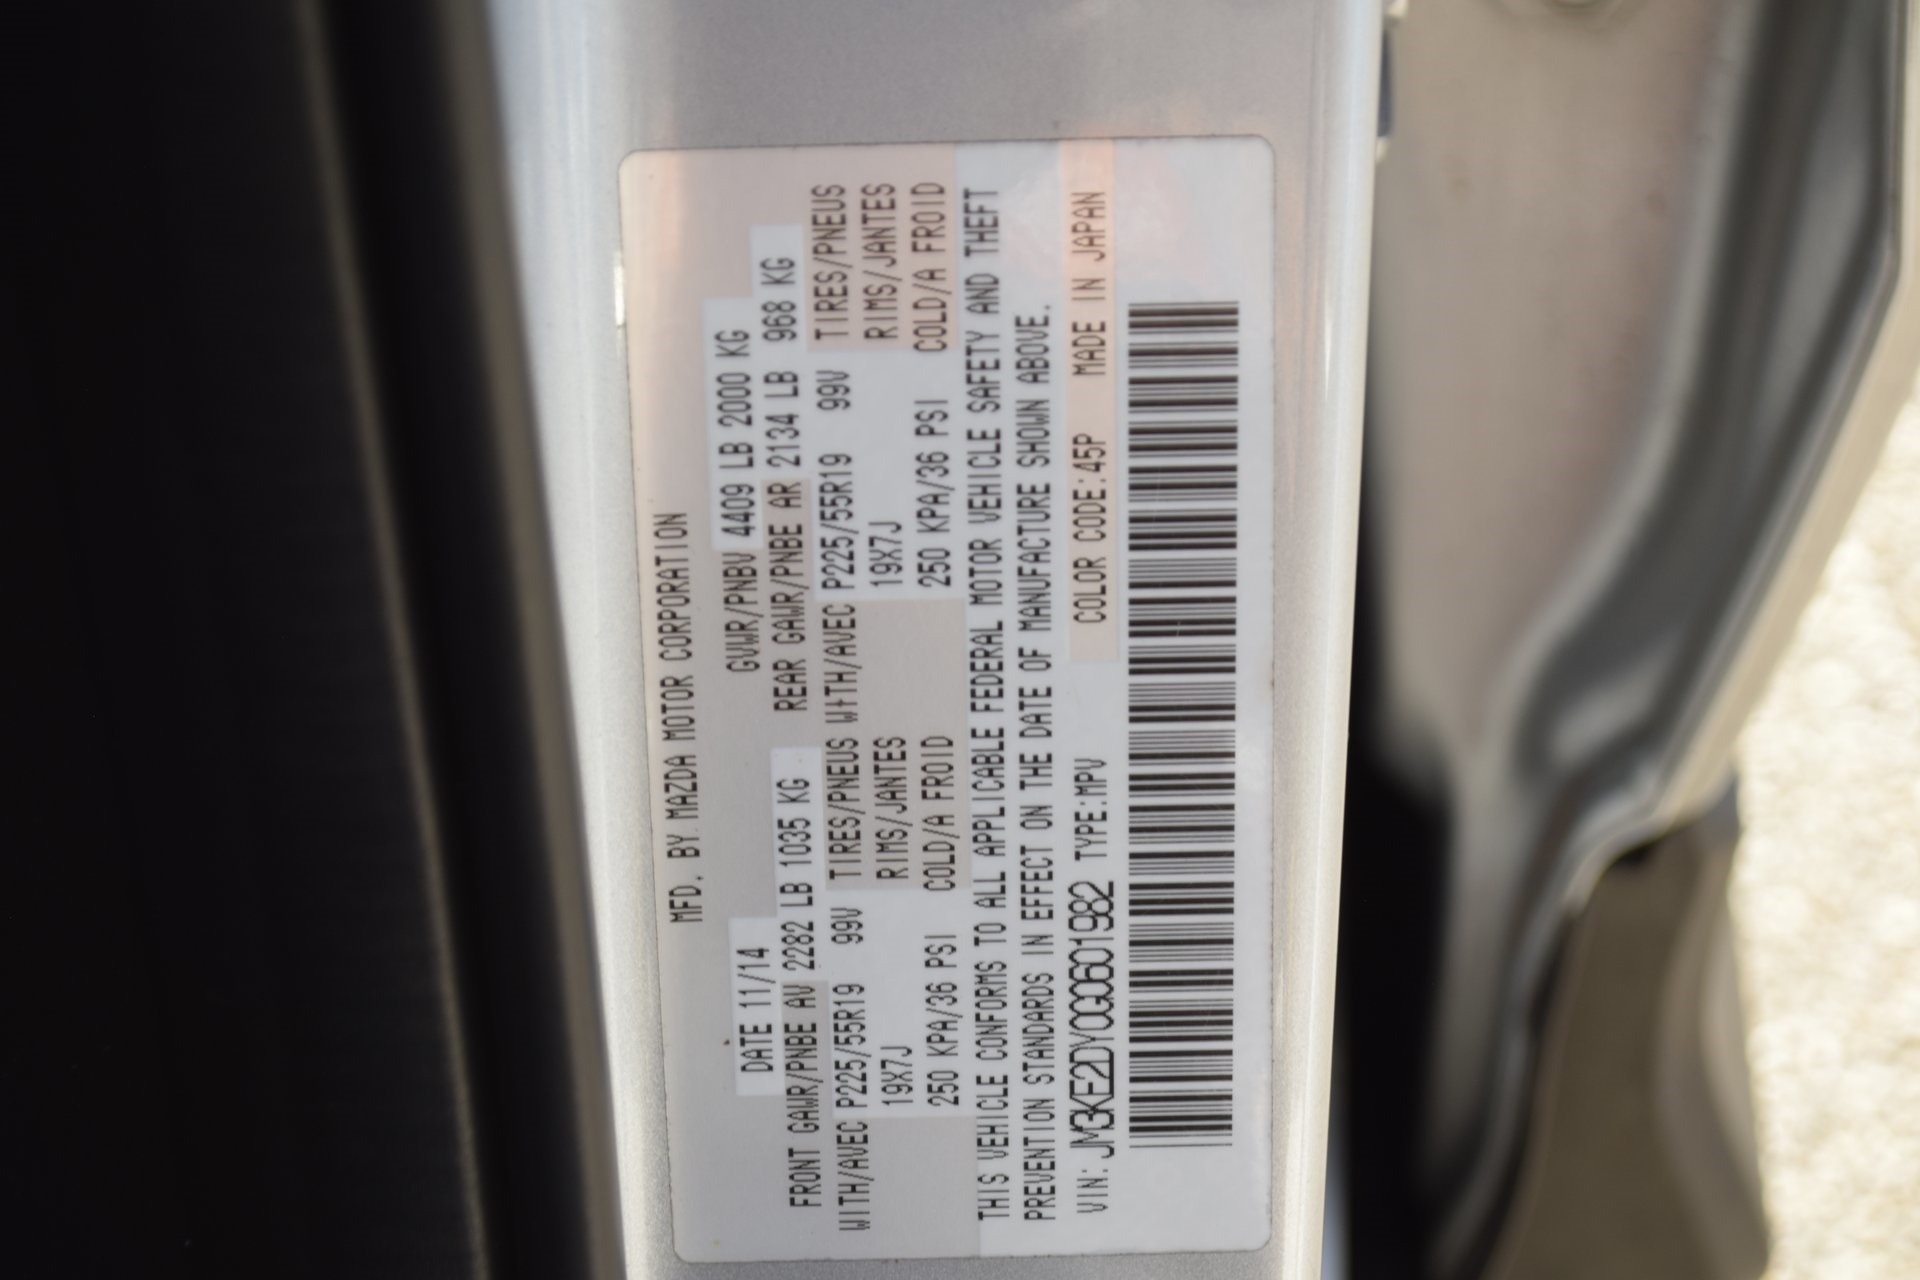 MFD. BY MAZDA MOTOR CORPORATION
DATE 11/14 GVWR/PNBV 4409 LB 2000 KG
FRONT GAWR/PNBE AV 2282 LB 1035 KG REAR GAWR/PNBE AR 2134 LB 968 KG
WITH/AVEC P225/55R19 99V TIRES/PNEUS WITH/AVEC P225/55R19 99V TIRES/PNEUS
19X7J RIMS/JANTES 19X7J RIMS/JANTES
250 KPA/36 PSI COLD/A FROID 250 KPA/36 PSI COLD/A FROID
THIS VEHICLE CONFORMS TO ALL APPLICABLE FEDERAL MOTOR VEHICLE SAFETY AND THEFT
PREVENTION STANDARDS IN EFFECT ON THE DATE OF MANUFACTURE SHOWN ABOVE.
VIN: JM3KE2DY0G0601982 TYPE:MPV COLOR CODE:45P MADE IN JAPAN